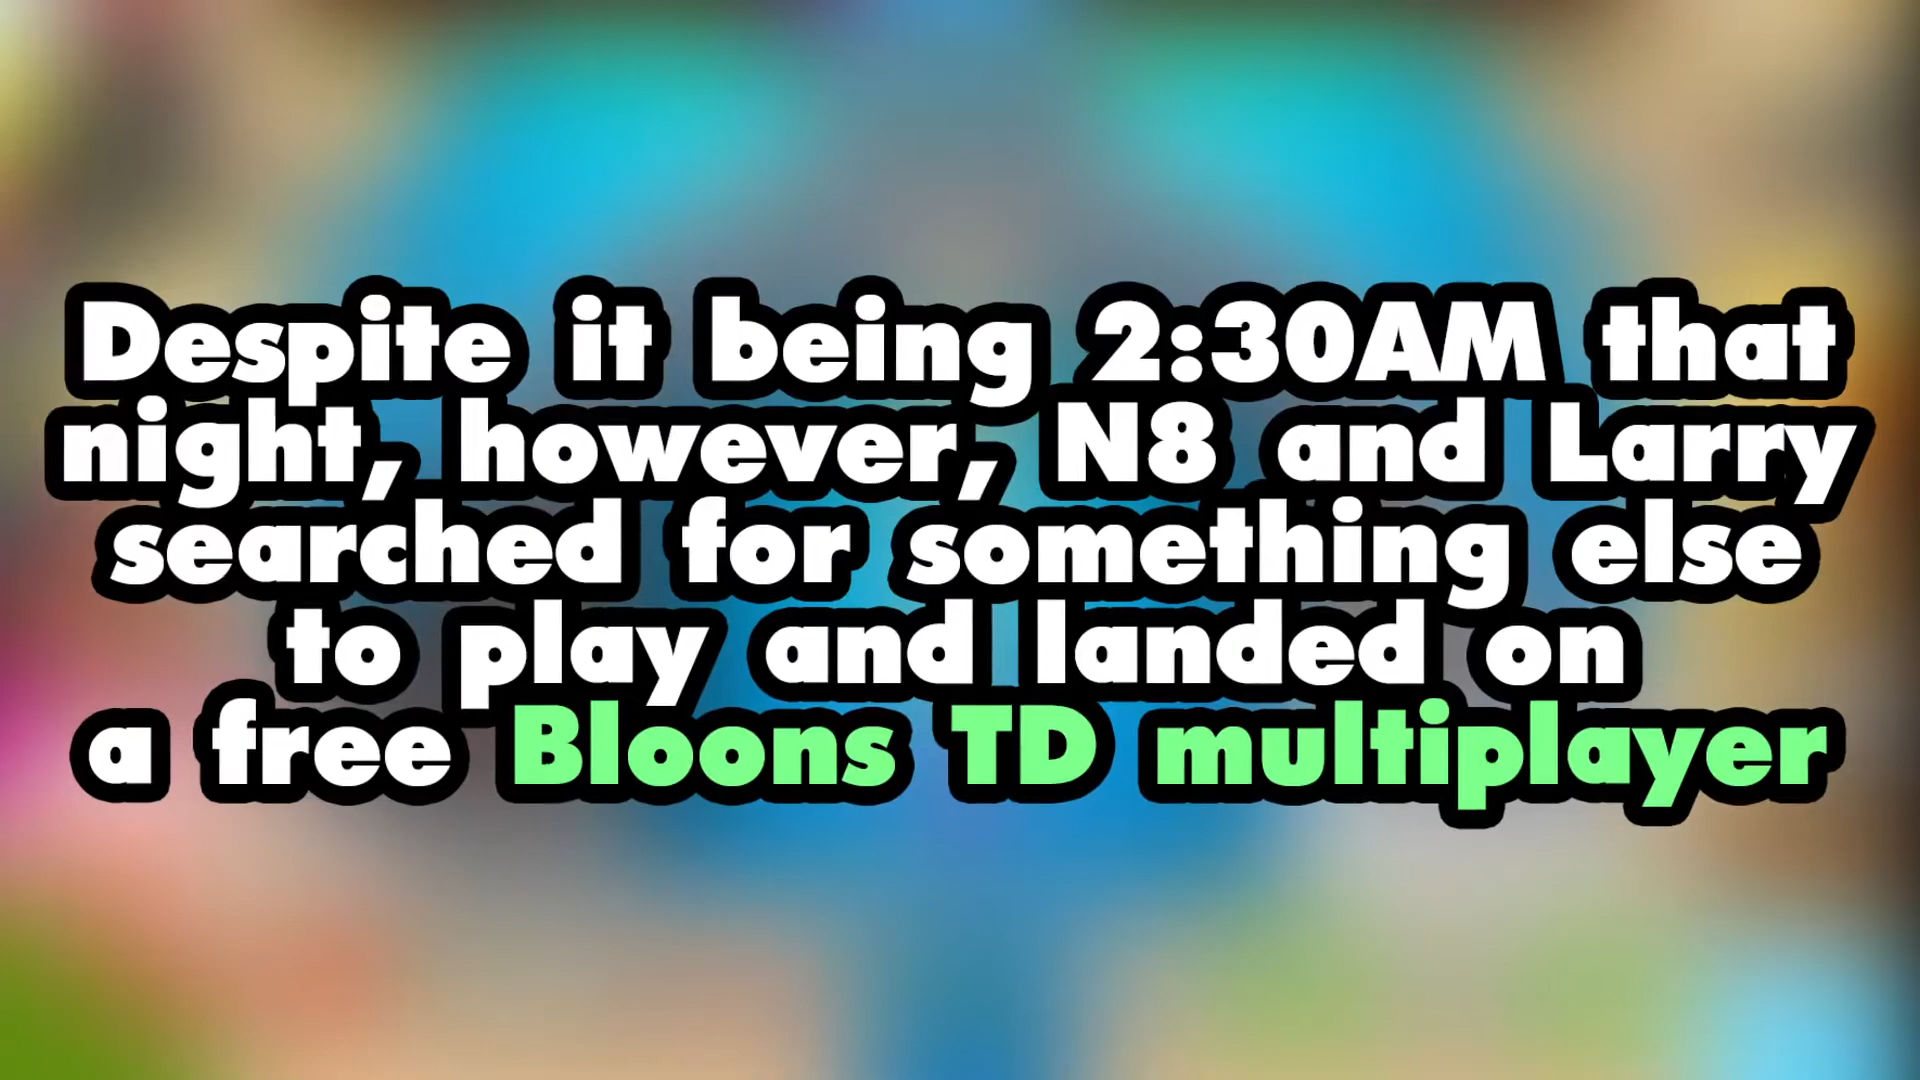 Despite it being 2:30AM that
night, however, N8 and Larry
searched for something else
to play and landed on
a free Bloons TD multiplayer